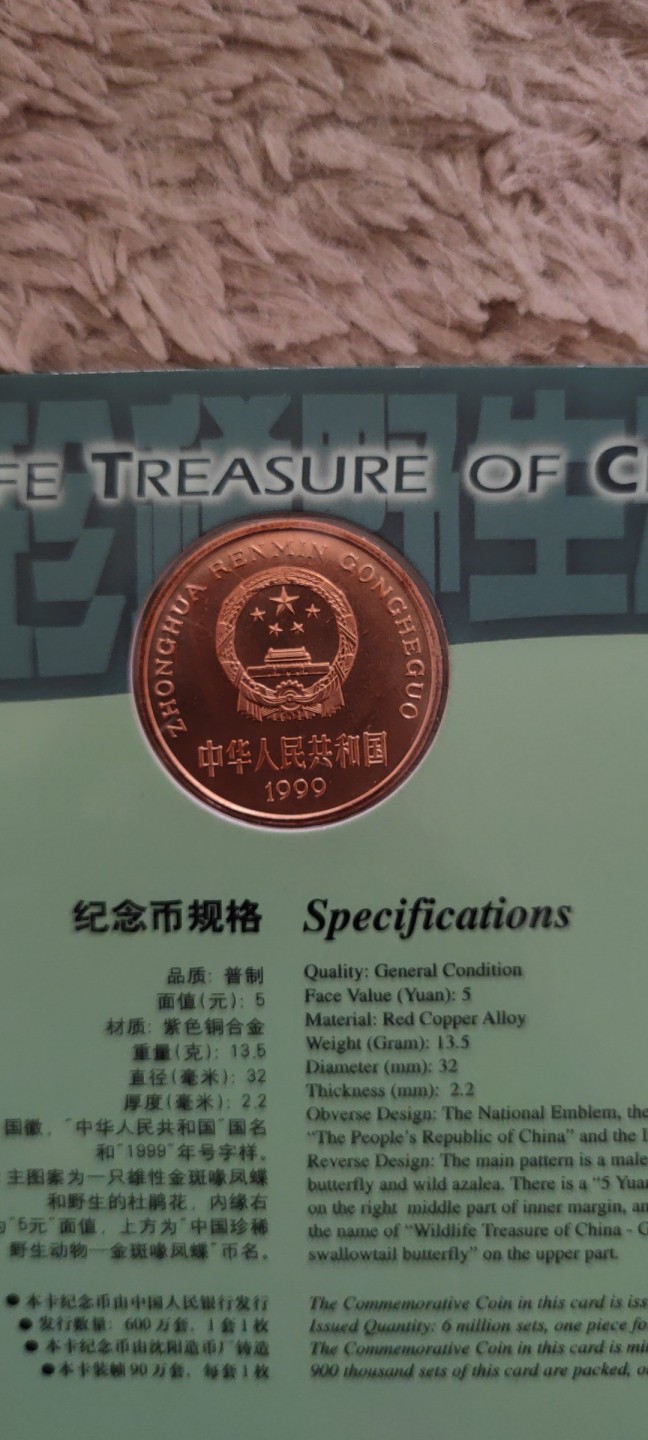 珍稀野生
FE TREASURE OF C
ZHONGHUA RENMIN GONGHEGUO
中华人民共和国
1999
纪念币规格
品质: 普制
面值(元): 5
材质: 紫色铜合金
重量(克): 13.5
直径(毫米): 32
厚度(毫米): 2.2
国徽，"中华人民共和国"国名
和"1999"年号字样。
主图案为一只雄性金斑喙凤蝶
和野生的杜鹃花，内缘右
"5元"面值，上方为"中国珍稀
野生动物—金斑喙凤蝶"币名。
●本卡纪念币由中国人民银行发行
●发行数量: 600万套，1套1枚
●本卡纪念币由沈阳造币厂铸造
●本卡装帧90万套，每套1枚
Specifications
Quality: General Condition
Face Value (Yuan): 5
Material: Red Copper Alloy
Weight (Gram): 13.5
Diameter (mm): 32
Thickness (mm): 2.2
Obverse Design: The National Emblem, the
"The People's Republic of China" and the
Reverse Design: The main pattern is a male
butterfly and wild azalea. There is a "5 Yuan
on the right middle part of inner margin, an
the name of "Wildlife Treasure of China - G
swallowtail butterfly" on the upper part.
The Commemorative Coin in this card is iss
Issued Quantity: 6 million sets, one piece fo
The Commemorative Coin in this card is mi
900 thousand sets of this card are packed, o